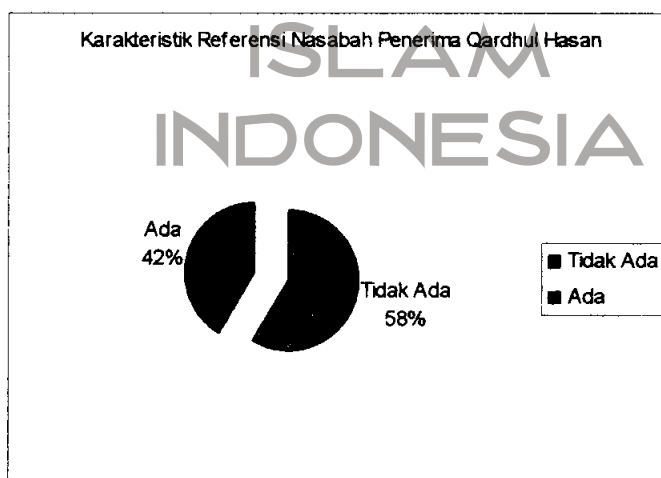 Karakteristik Referensi Nasabah Penerima Qardhul Hasan
ISLAM
INDONESIA
Ada
42%
Tidak Ada
58%
Tidak Ada
Ada